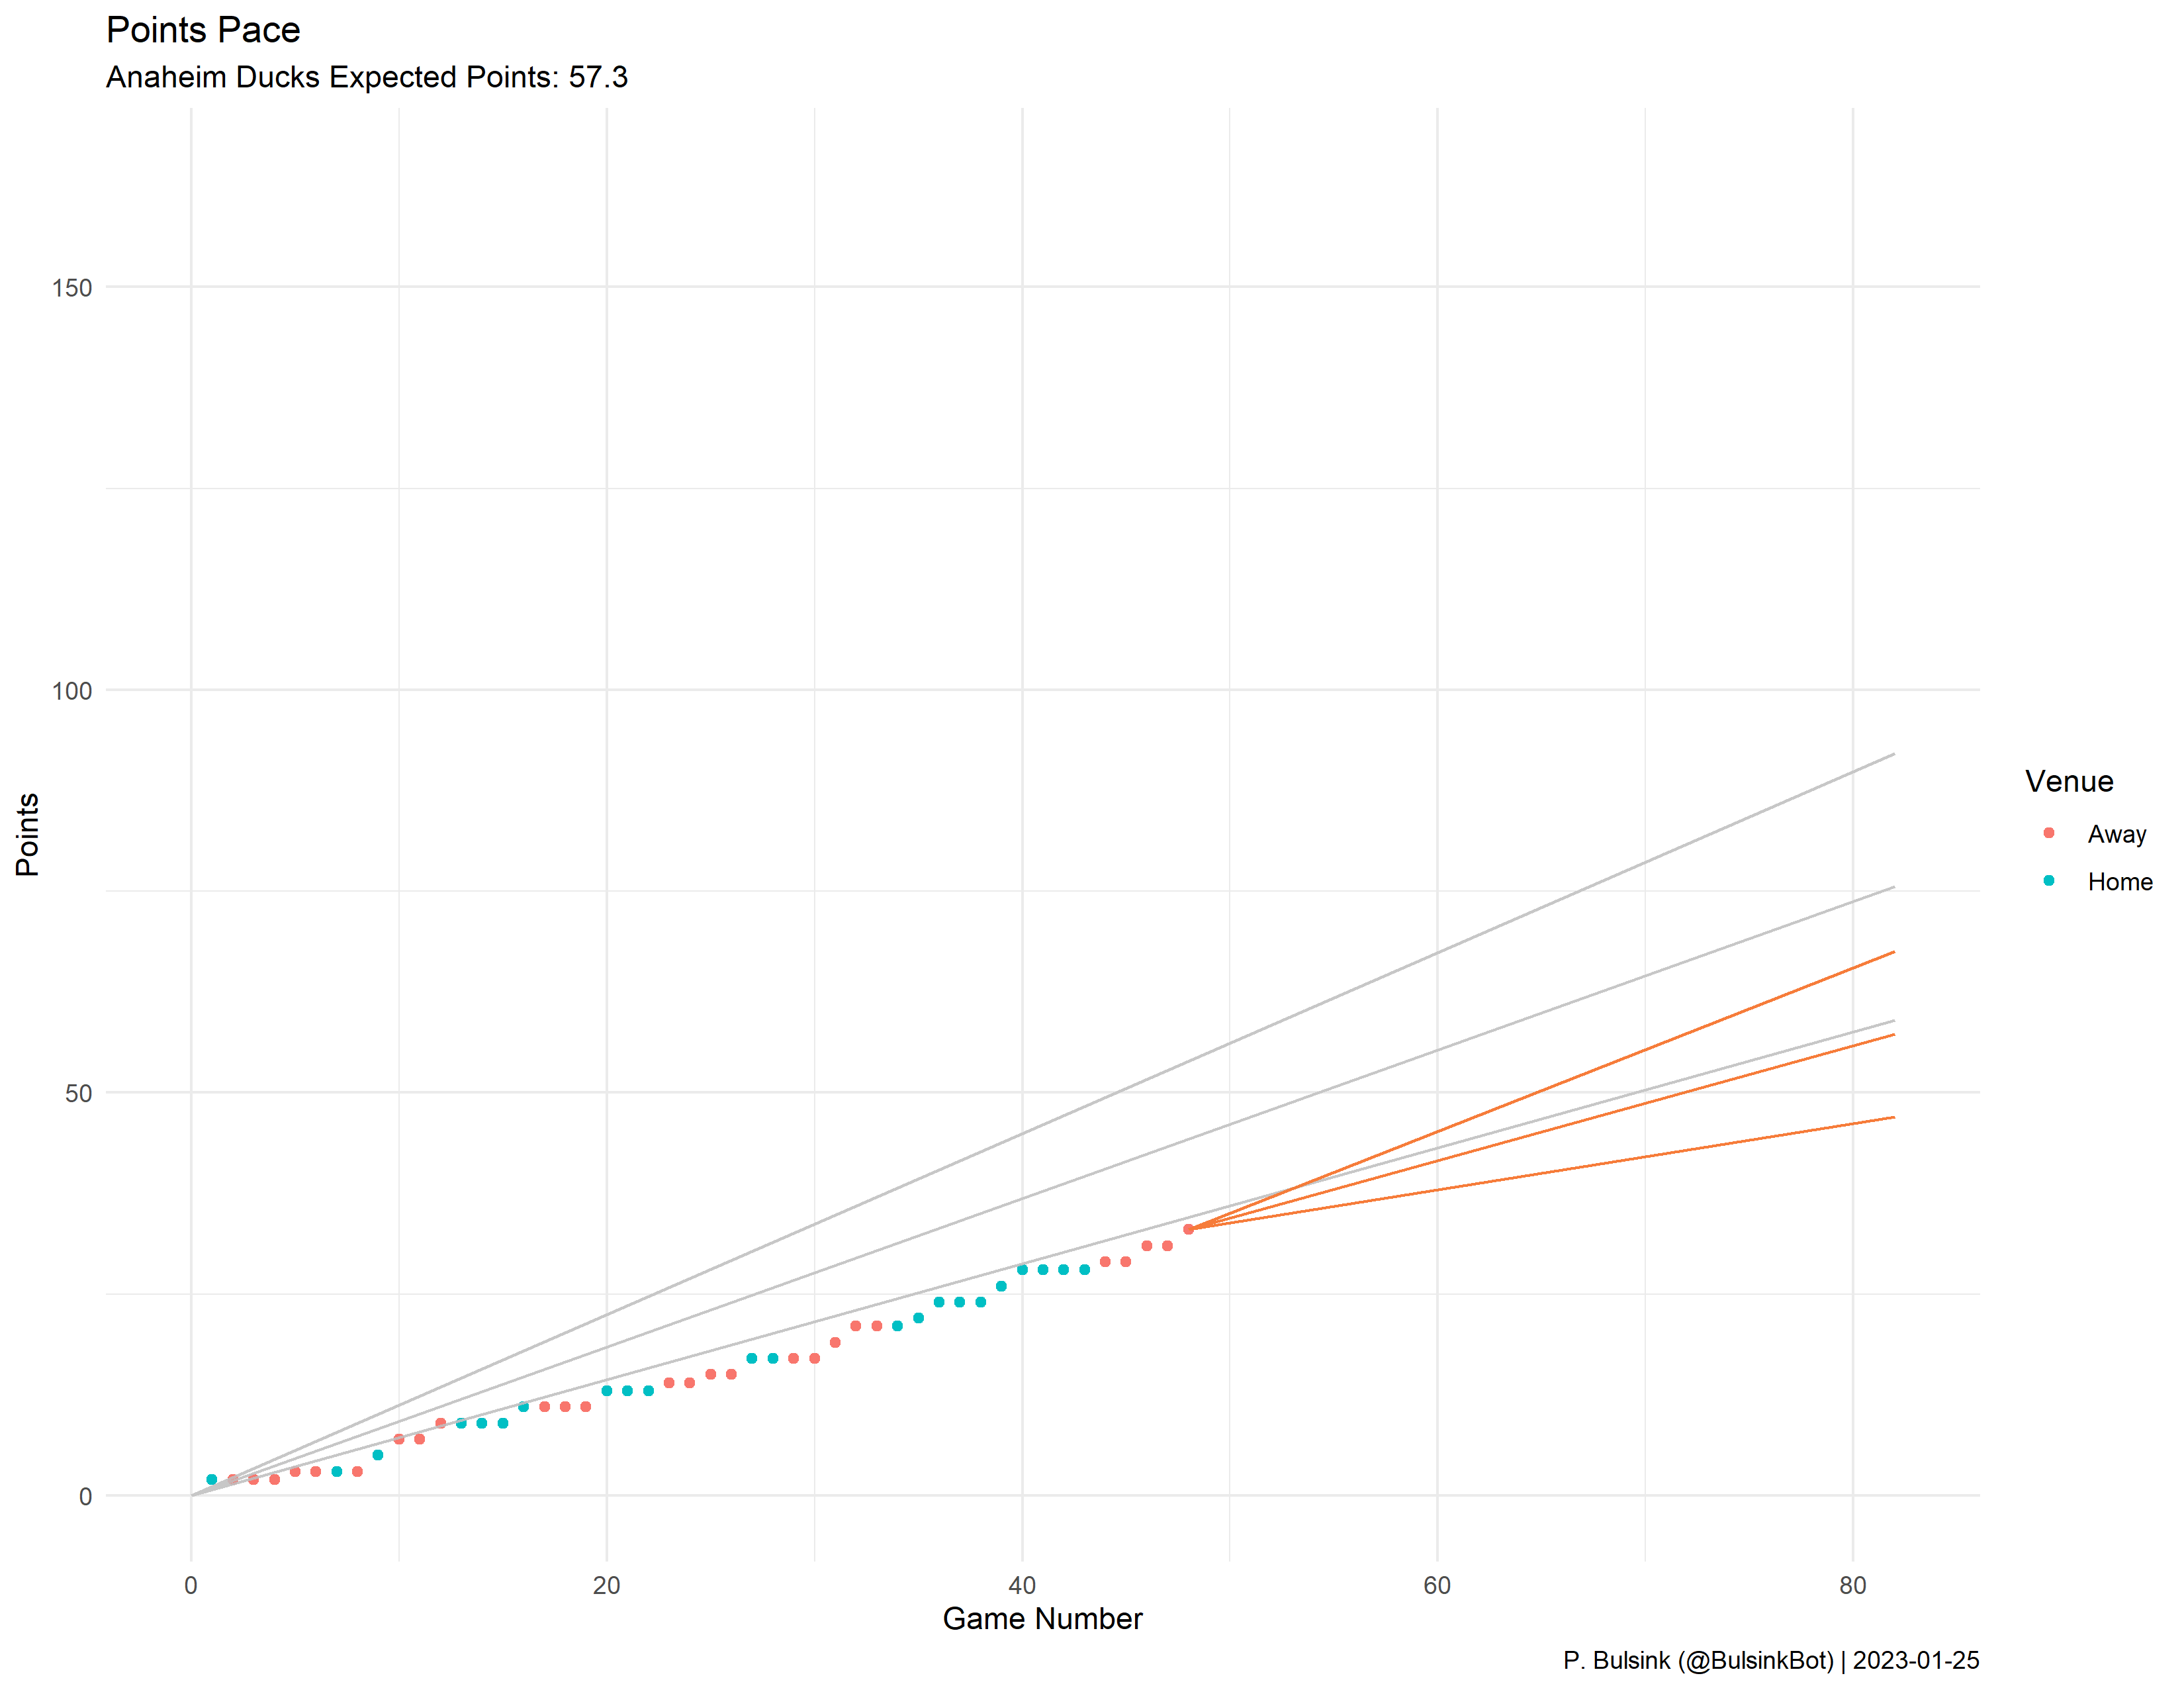 Points Pace
Anaheim Ducks Expected Points: 57.3
150
100
50
0
Points
0 20 40 60 80
Game Number
Venue
Away
Home
P. Bulsink (@BulsinkBot) | 2023-01-25